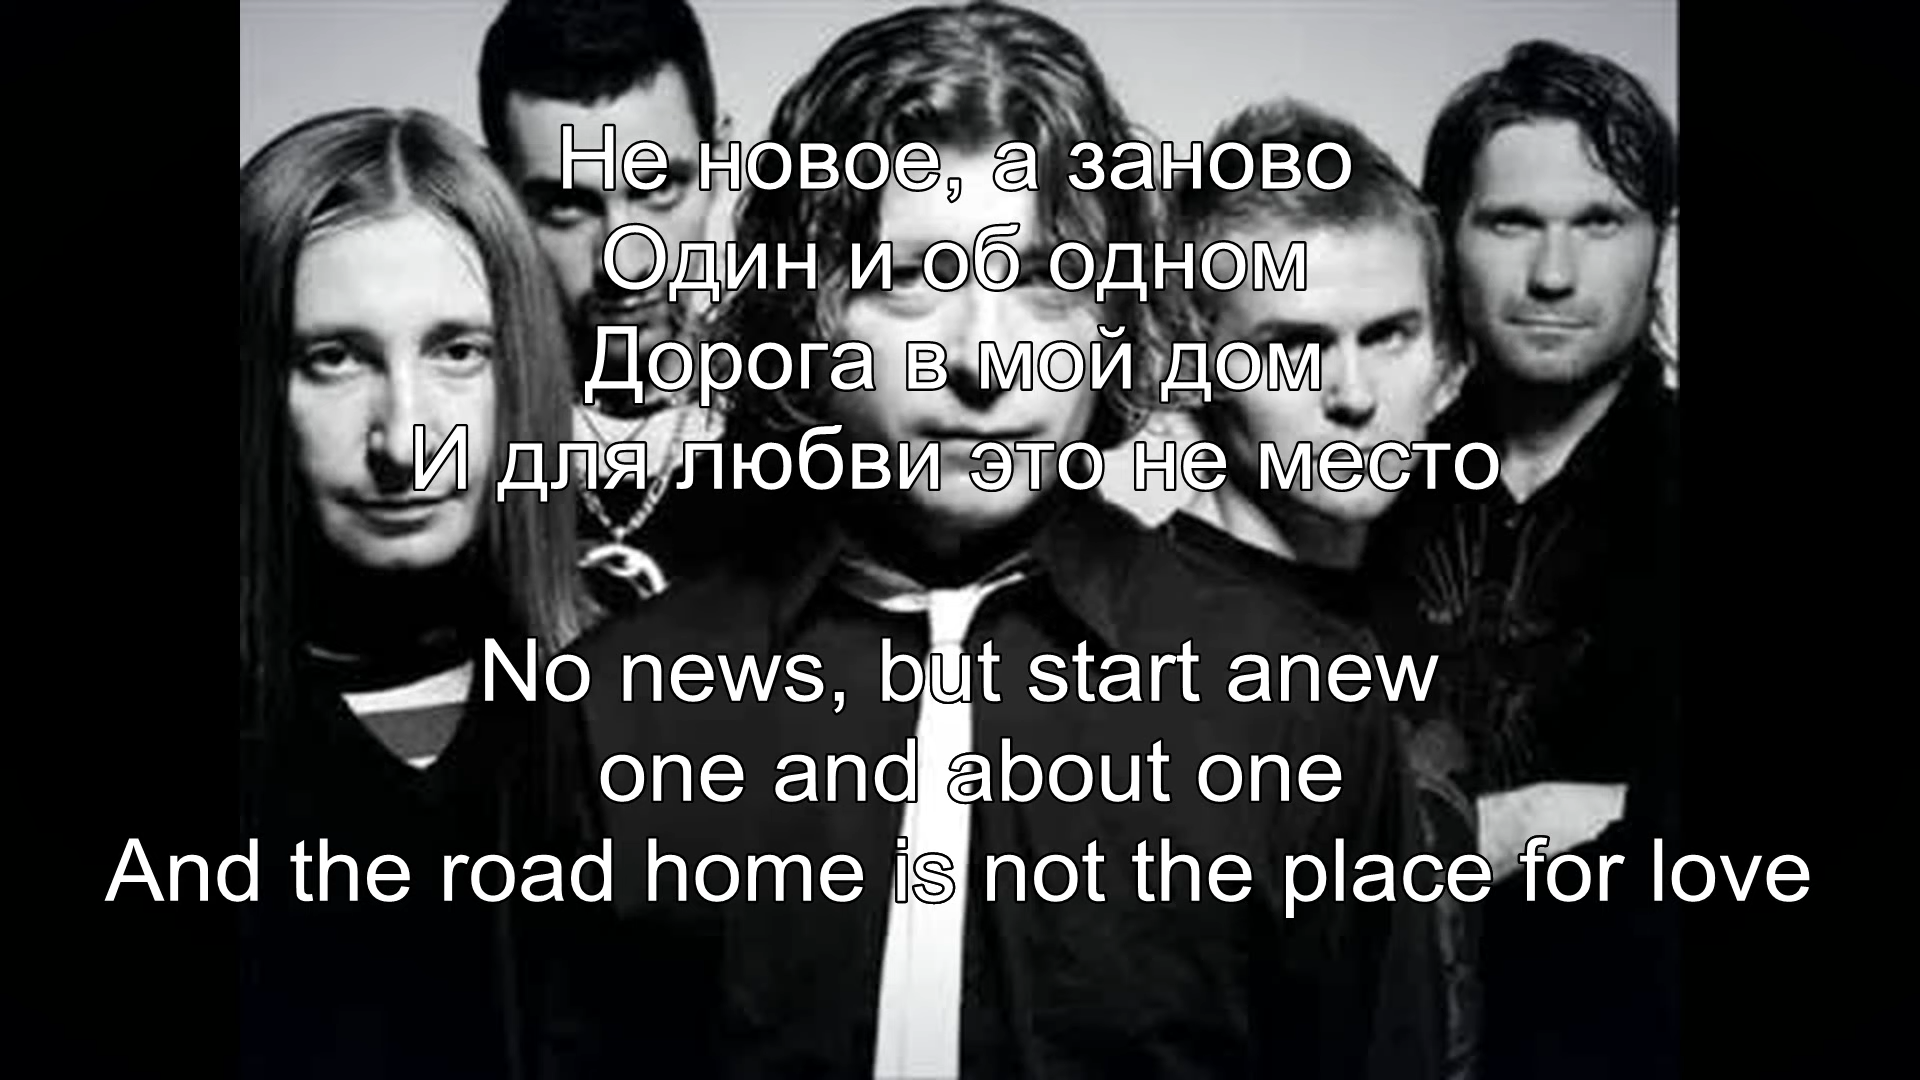 Не новое, а заново
Один и об одном
Дорога в мой дом
И для любви это не место
No news, but start anew
one and about one
And the road home is not the place for love